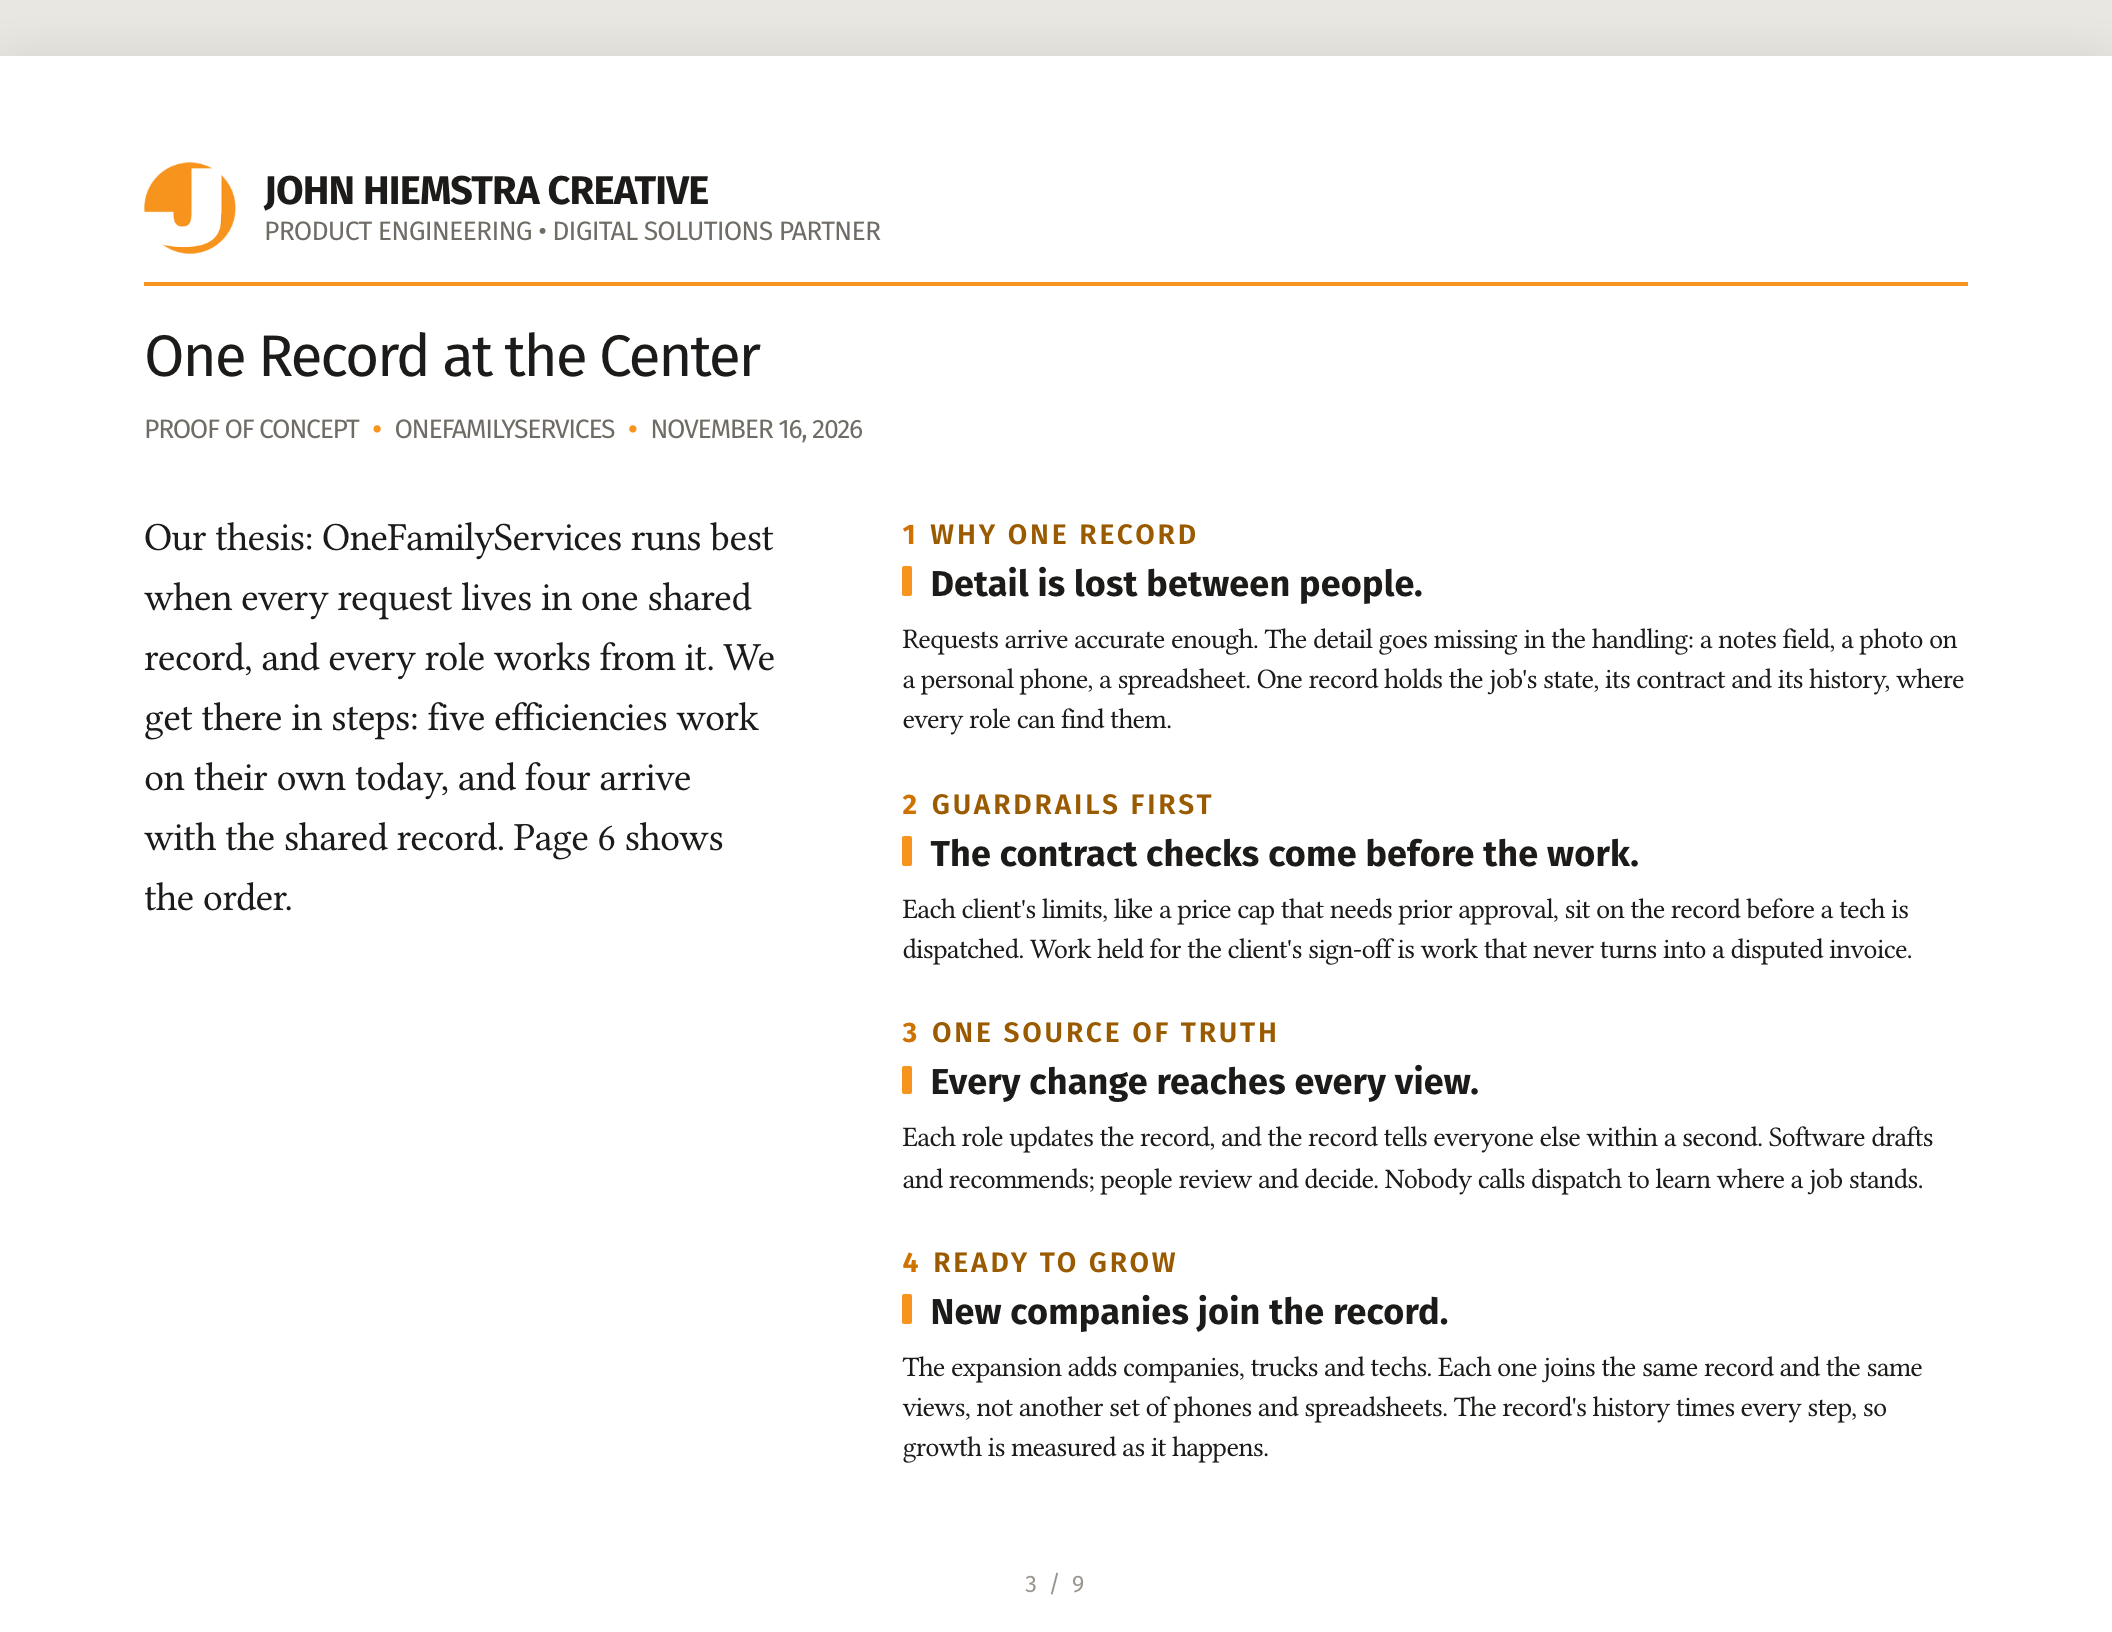 JOHN HIEMSTRA CREATIVE
PRODUCT ENGINEERING • DIGITAL SOLUTIONS PARTNER
One Record at the Center
PROOF OF CONCEPT • ONEFAMILYSERVICES • NOVEMBER 16, 2026
Our thesis: OneFamilyServices runs best
when every request lives in one shared
record, and every role works from it. We
get there in steps: five efficiencies work
on their own today, and four arrive
with the shared record. Page 6 shows
the order.
1 WHY ONE RECORD
Detail is lost between people.
Requests arrive accurate enough. The detail goes missing in the handling: a notes field, a photo on
a personal phone, a spreadsheet. One record holds the job's state, its contract and its history, where
every role can find them.
2 GUARDRAILS FIRST
The contract checks come before the work.
Each client's limits, like a price cap that needs prior approval, sit on the record before a tech is
dispatched. Work held for the client's sign-off is work that never turns into a disputed invoice.
3 ONE SOURCE OF TRUTH
Every change reaches every view.
Each role updates the record, and the record tells everyone else within a second. Software drafts
and recommends; people review and decide. Nobody calls dispatch to learn where a job stands.
4 READY TO GROW
New companies join the record.
The expansion adds companies, trucks and techs. Each one joins the same record and the same
views, not another set of phones and spreadsheets. The record's history times every step, so
growth is measured as it happens.
3 / 9